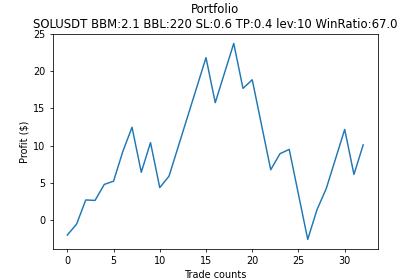 Portfolio
SOLUSDT BBM:2.1 BBL:220 SL:0.6 TP:0.4 lev:10 WinRatio:67.0
25
20
15
10
5
0
Profit ($)
0 5 10 15 20 25 30
Trade counts